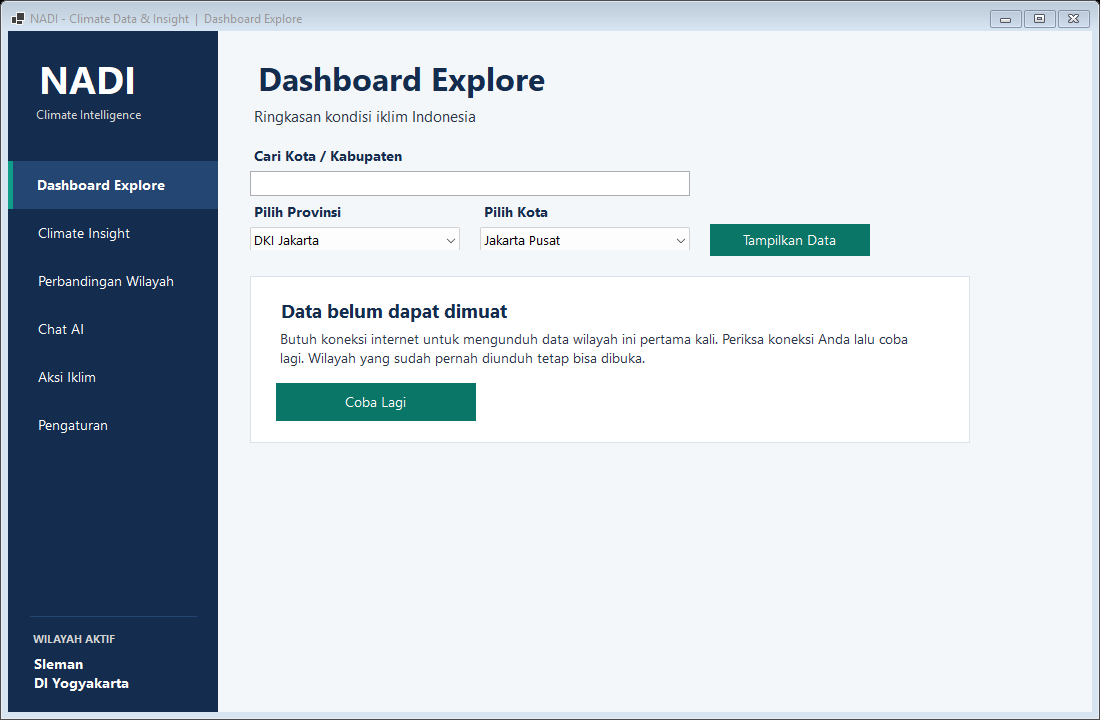 NADI - Climate Data & Insight | Dashboard Explore
NADI
Climate Intelligence
Dashboard Explore
Climate Insight
Perbandingan Wilayah
Chat AI
Aksi Iklim
Pengaturan
WILAYAH AKTIF
Sleman
DI Yogyakarta
Dashboard Explore
Ringkasan kondisi iklim Indonesia
Cari Kota / Kabupaten
Pilih Provinsi
Pilih Kota
DKI Jakarta
Jakarta Pusat
Tampilkan Data
Data belum dapat dimuat
Butuh koneksi internet untuk mengunduh data wilayah ini pertama kali. Periksa koneksi Anda lalu coba
lagi. Wilayah yang sudah pernah diunduh tetap bisa dibuka.
Coba Lagi